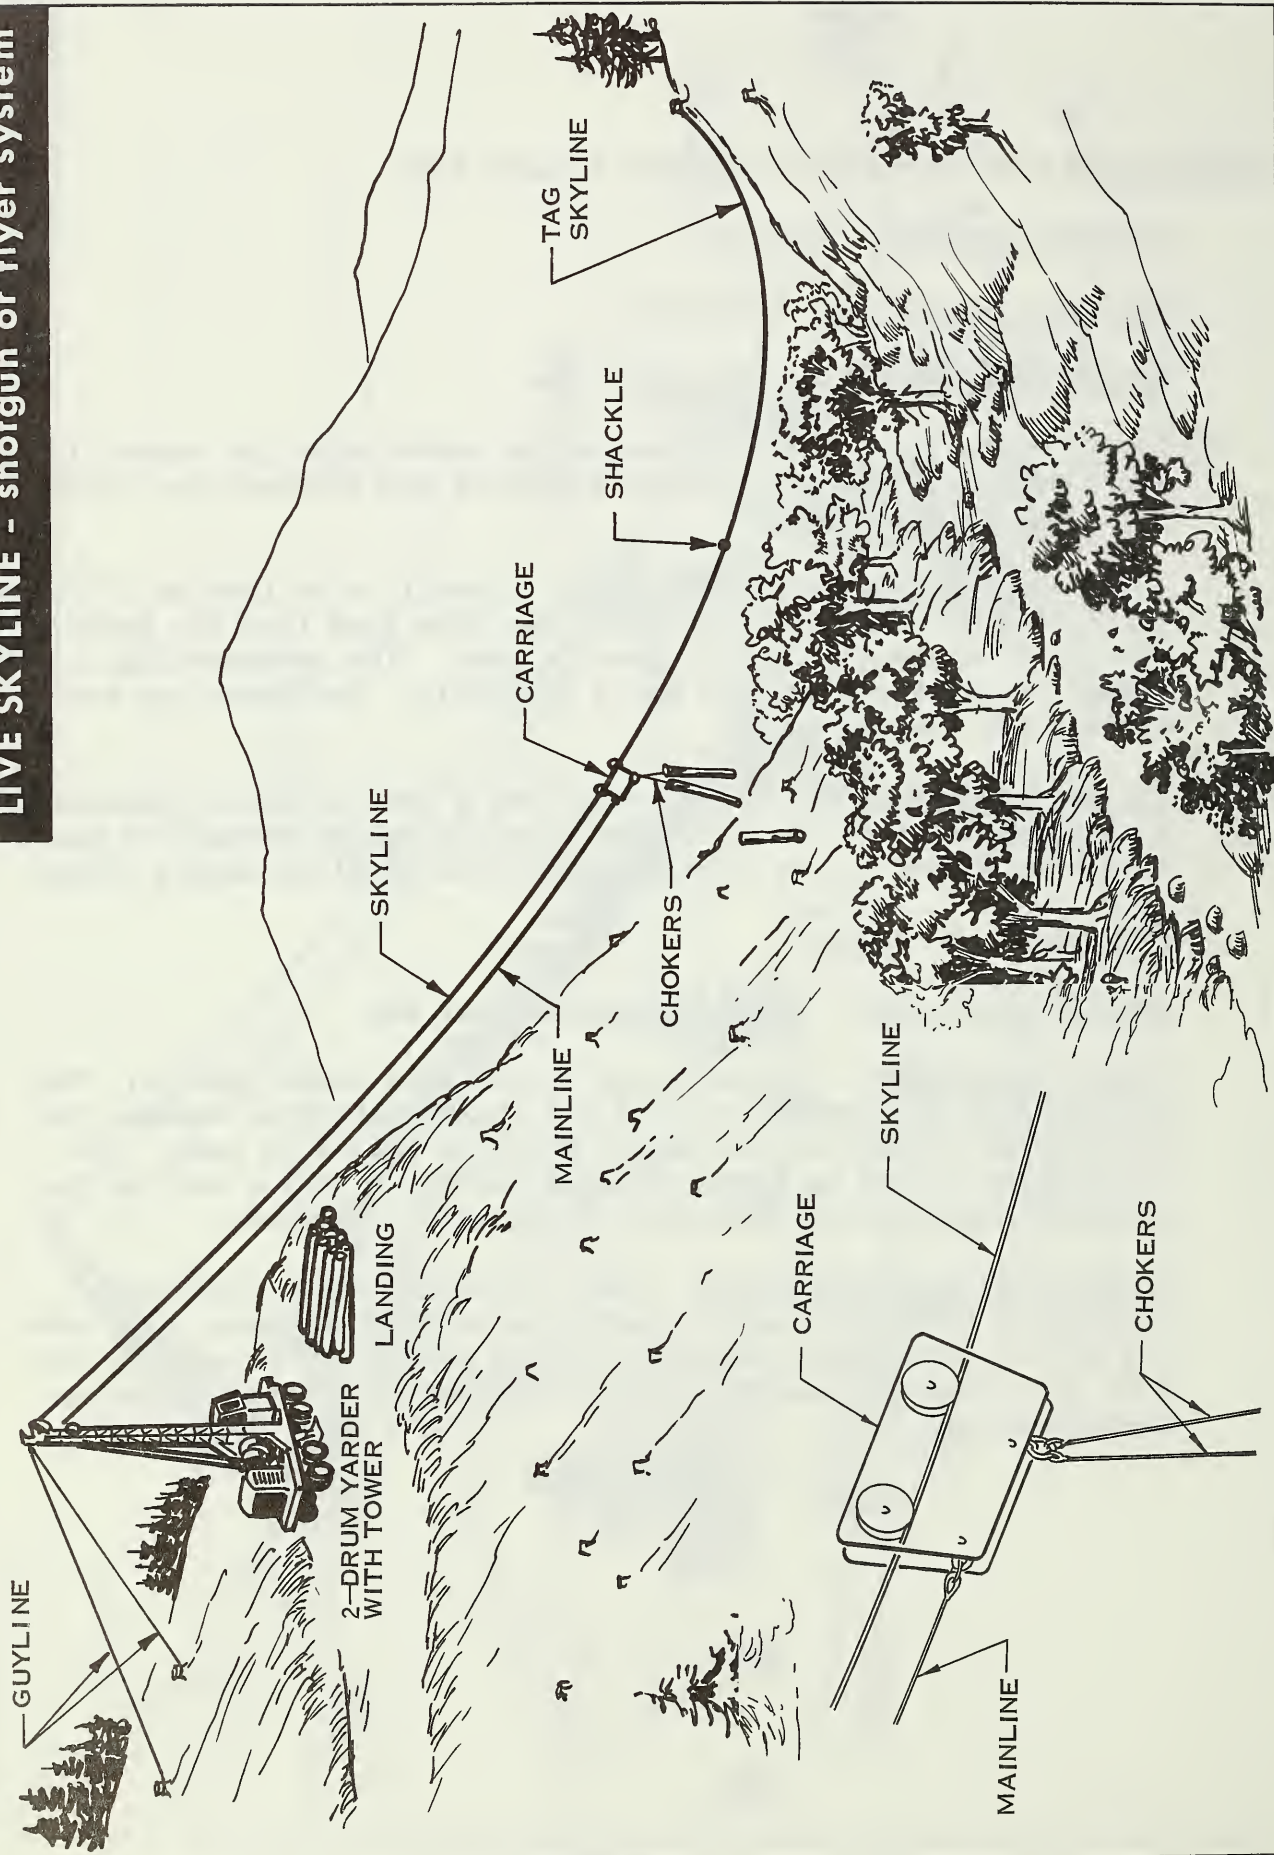 LIVE SKYLINE - shotgun or flyer system
GUYLINE
SKYLINE
TAG
SKYLINE
CARRIAGE
SHACKLE
2-DRUM YARDER
WITH TOWER
LANDING
MAINLINE
CHOKERS
CARRIAGE
SKYLINE
MAINLINE
CHOKERS